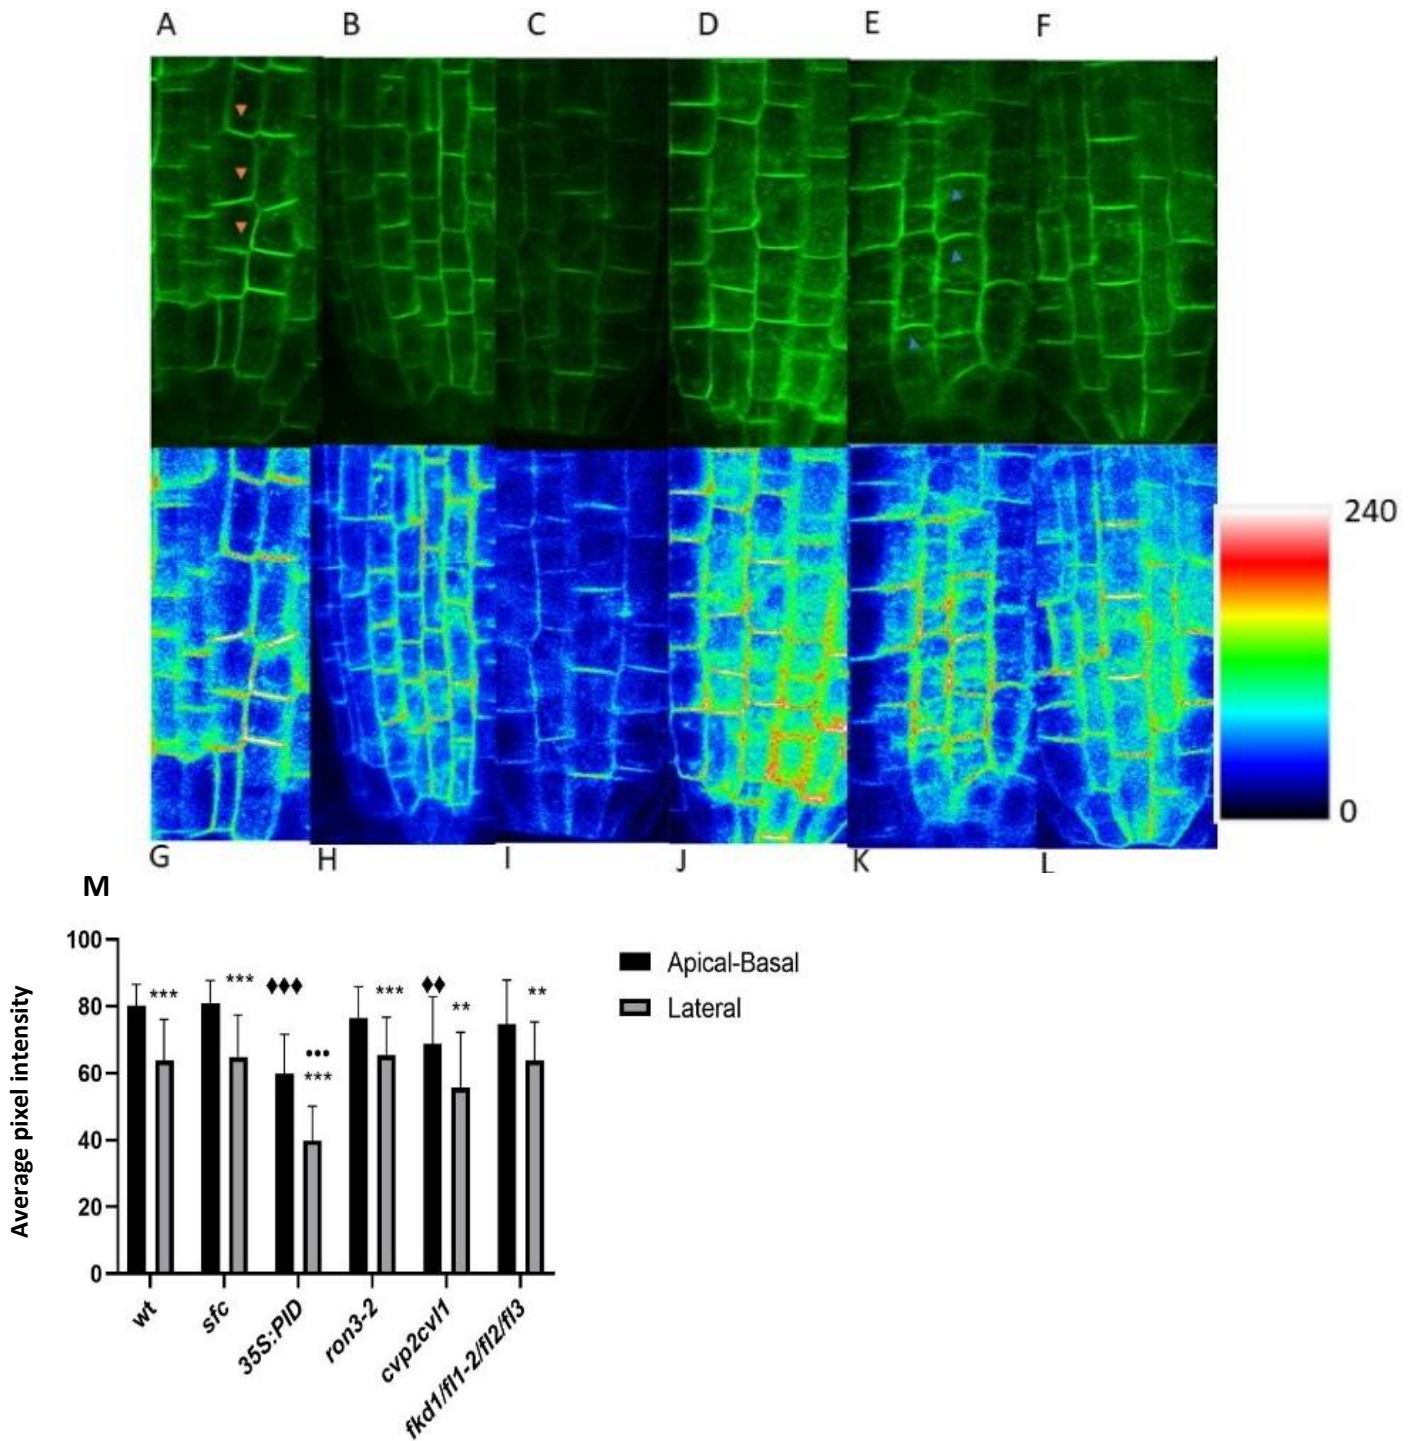 A B C D E F
240
0
G H I J K L
M
Average pixel intensity
100
80
60
40
20
0
***
***
♦♦♦
•••
***
***
♦♦
**
**
Apical-Basal
Lateral
wt
sfc
35S:PID
ron3-2
cvp2cvl1
fkd1/fl1-2/fl2/fl3